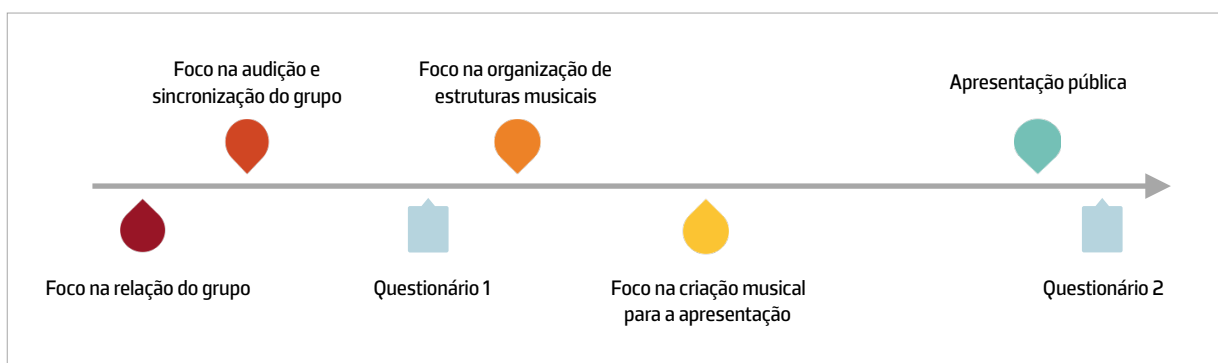 Foco na audição e
sincronização do grupo
Foco na organização de
estruturas musicais
Apresentação pública
Foco na relação do grupo
Questionário 1
Foco na criação musical
para a apresentação
Questionário 2